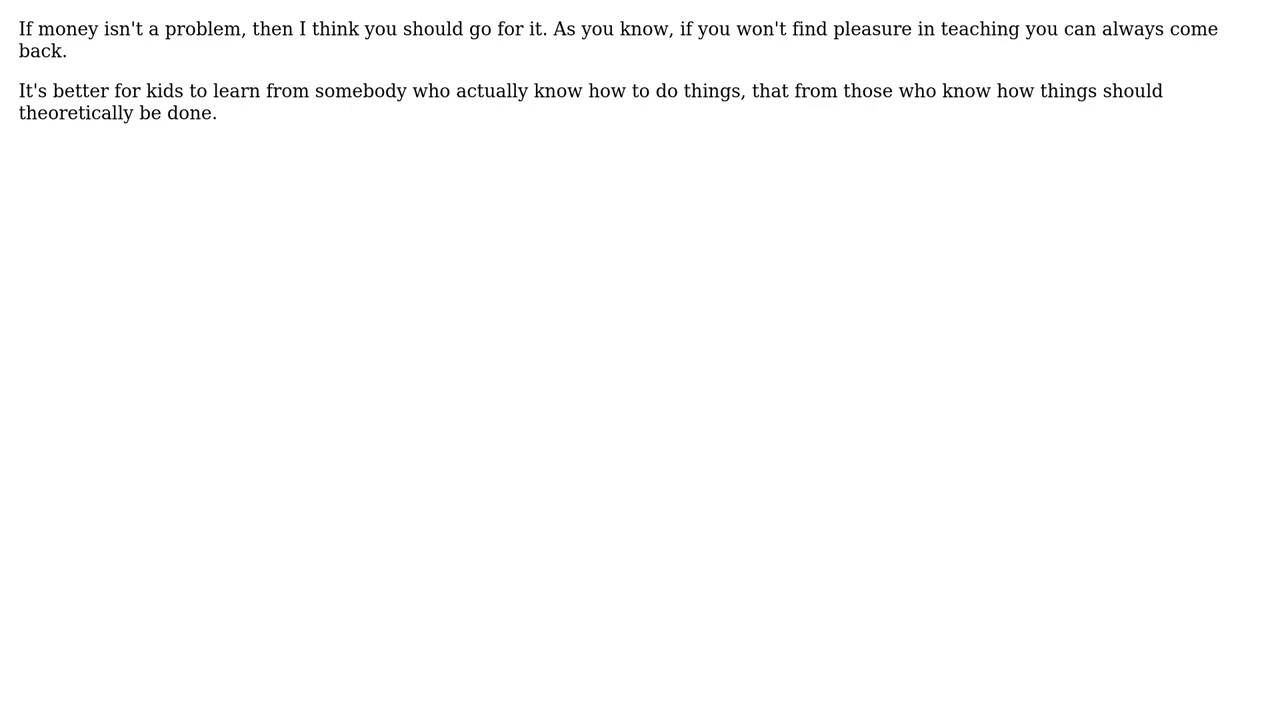 If money isn't a problem, then I think you should go for it. As you know, if you won't find pleasure in teaching you can always come
back.
It's better for kids to learn from somebody who actually know how to do things, that from those who know how things should
theoretically be done.